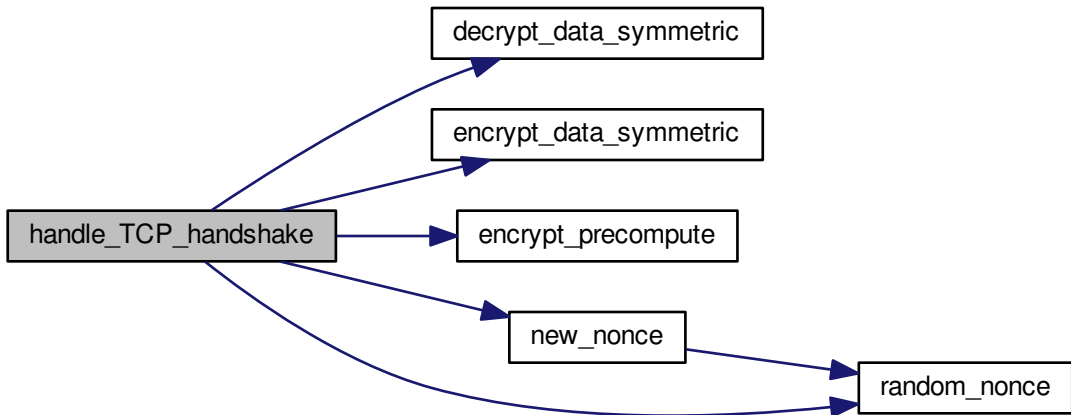 decrypt_data_symmetric
encrypt_data_symmetric
handle_TCP_handshake
encrypt_precompute
new_nonce
random_nonce